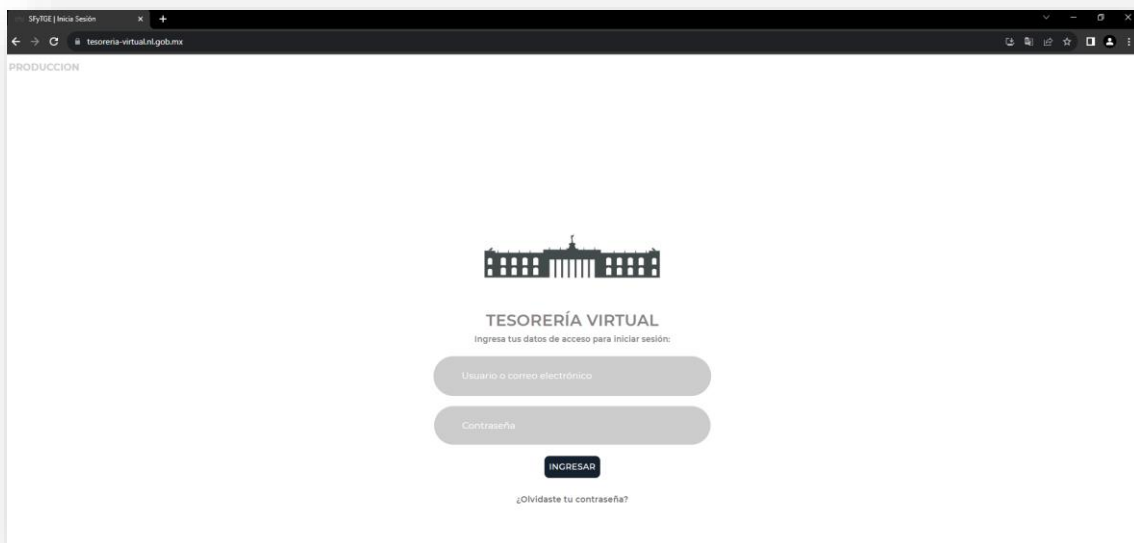 SFyTGE | Inicia Sesión
tesoreria-virtual.nl.gob.mx
PRODUCCION
TESORERÍA VIRTUAL
Ingresa tus datos de acceso para iniciar sesión:
Usuario o correo electrónico
Contraseña
INGRESAR
¿Olvidaste tu contraseña?